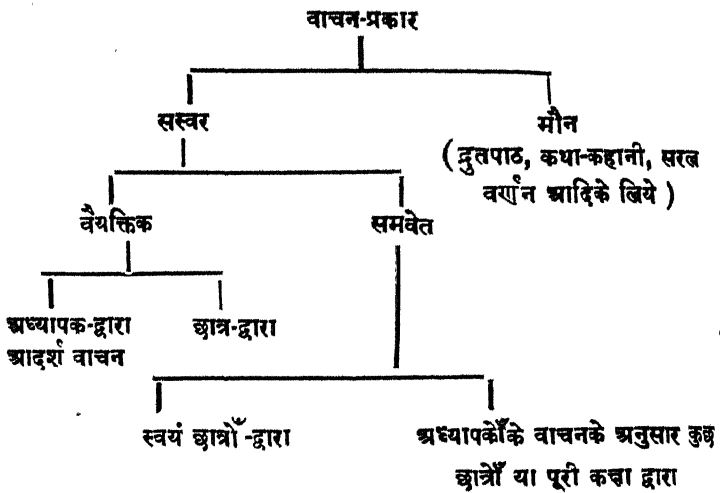 वाचन-प्रकार
सस्वर
मौन
(द्रुतपाठ, कथा-कहानी, सरल
वर्णन आदिके लिये)
वैयक्तिक
समवेत
अध्यापक-द्वारा
आदर्श वाचन
छात्र-द्वारा
स्वयं छात्रोँ-द्वारा
अध्यापकोँके वाचनके अनुसार कुछ
छात्रोँ या पूरी कक्षा द्वारा